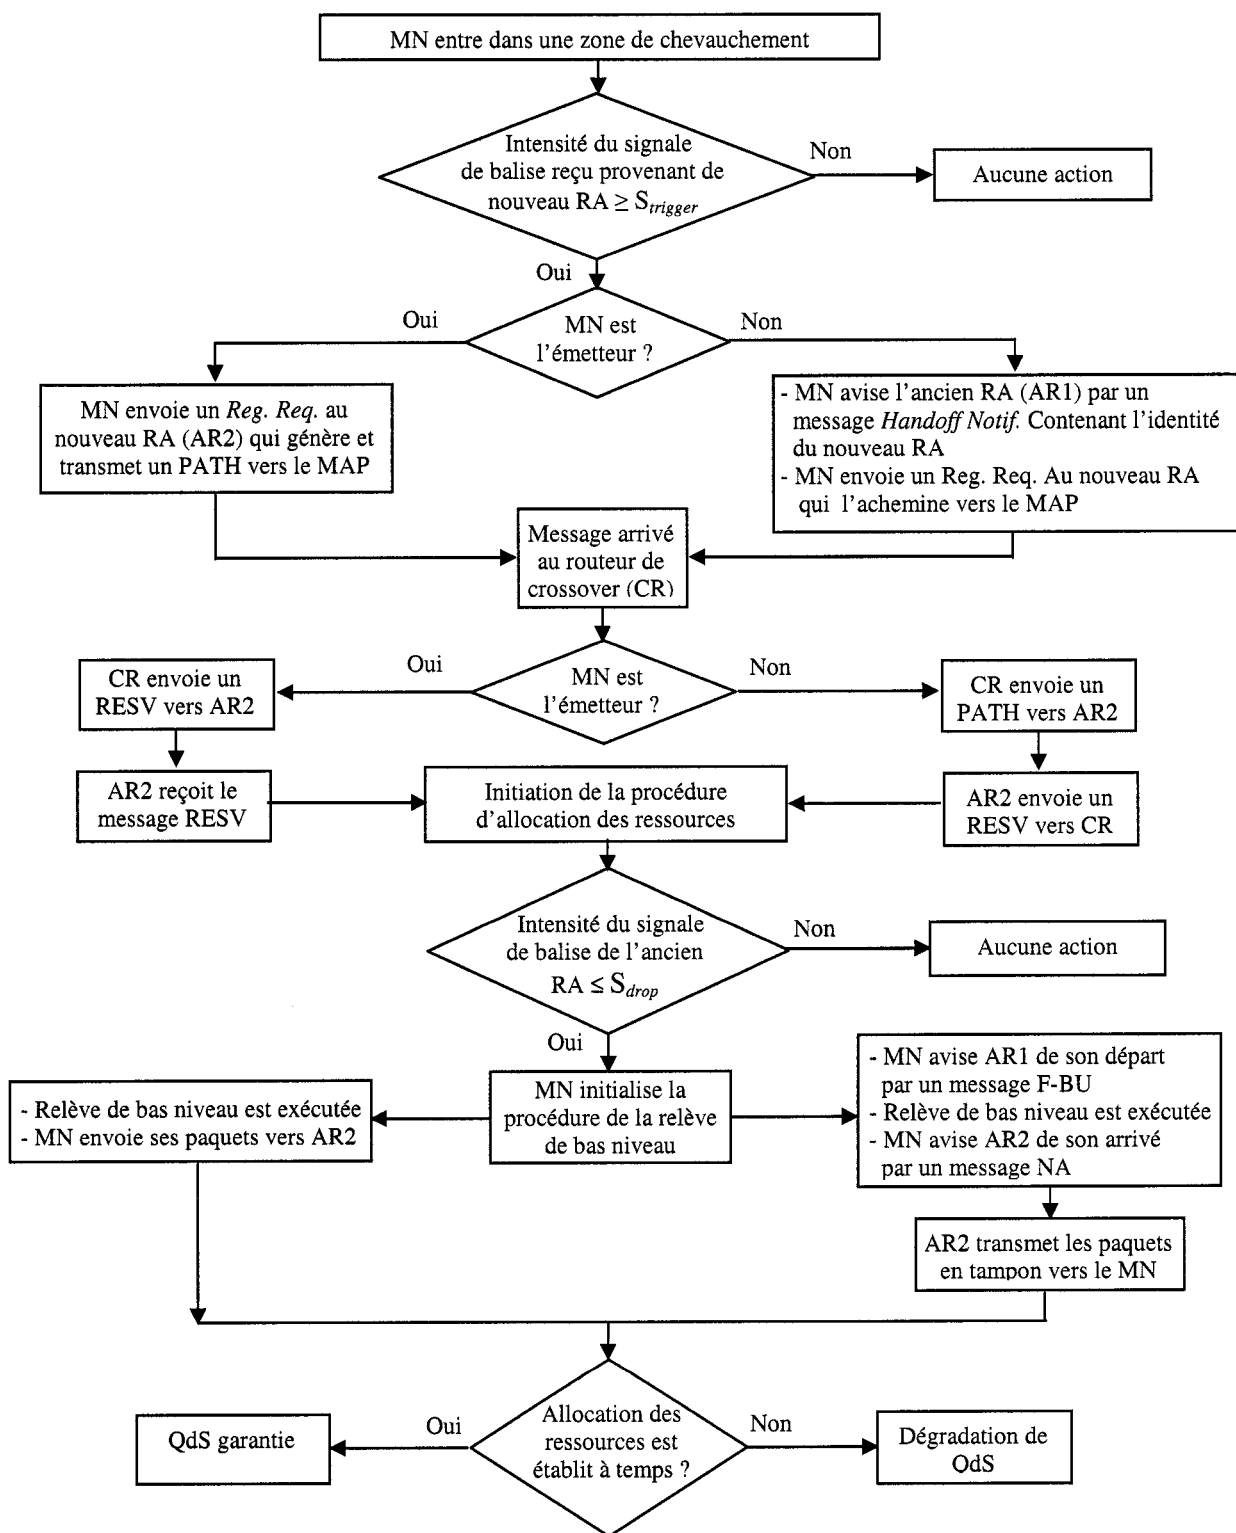 MN entre dans une zone de chevauchement
Intensité du signale
de balise reçu provenant de
nouveau RA ≥ Strigger
Non
Aucune action
Oui
MN est
l'émetteur ?
Oui
Non
MN envoie un Reg. Req. au
nouveau RA (AR2) qui génère et
transmet un PATH vers le MAP
- MN avise l'ancien RA (AR1) par un
message Handoff Notif. Contenant l'identité
du nouveau RA
- MN envoie un Reg. Req. Au nouveau RA
qui l'achemine vers le MAP
Message arrivé
au routeur de
crossover (CR)
MN est
l'émetteur ?
Oui
Non
CR envoie un
RESV vers AR2
CR envoie un
PATH vers AR2
AR2 reçoit le
message RESV
Initiation de la procédure
d'allocation des ressources
AR2 envoie un
RESV vers CR
Intensité du signale
de balise de l'ancien
RA ≤ Sdrop
Non
Aucune action
Oui
- Relève de bas niveau est exécutée
- MN envoie ses paquets vers AR2
MN initialise la
procédure de la relève
de bas niveau
- MN avise AR1 de son départ
par un message F-BU
- Relève de bas niveau est exécutée
- MN avise AR2 de son arrivé
par un message NA
AR2 transmet les paquets
en tampon vers le MN
Allocation des
ressources est
établit à temps ?
Oui
Non
QdS garantie
Dégradation de
QdS